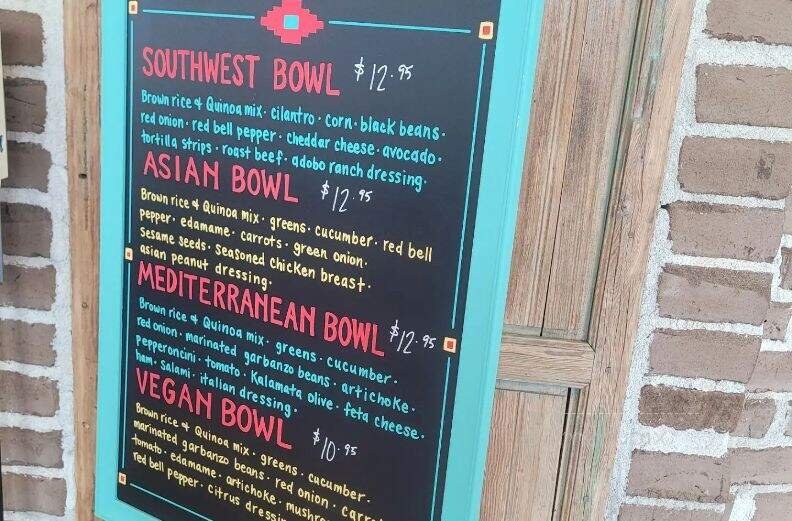 SOUTHWEST BOWL $12.95
Brown rice & Quinoa mix · cilantro · corn · black beans ·
red onion · red bell pepper · cheddar cheese · avocado ·
tortilla strips · roast beef · adobo ranch dressing.
ASIAN BOWL $12.95
Brown rice & Quinoa mix · greens · cucumber · red bell
pepper · edamame · carrots · green onion ·
sesame seeds · seasoned chicken breast ·
asian peanut dressing.
MEDITERRANEAN BOWL $12.95
Brown rice & Quinoa mix · greens · cucumber ·
red onion · marinated garbanzo beans · artichoke ·
pepperoncini · tomato · Kalamata olive · feta cheese ·
ham · salami · italian dressing ·
VEGAN BOWL $10.95
Brown rice & Quinoa mix · greens · cucumber ·
marinated garbanzo beans · red onion ·
tomato · edamame · artichoke ·
red bell pepper · citrus